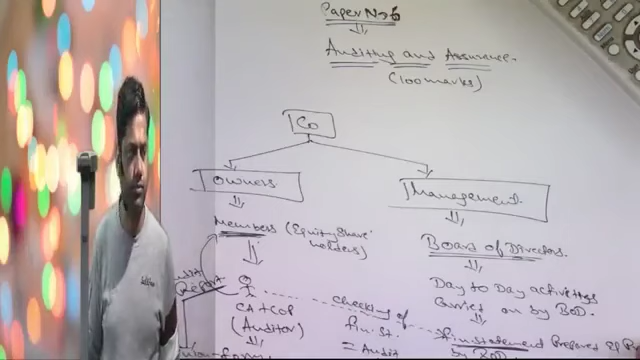 Paper No 6
Auditing and Assurance.
(100 marks)
Co
Owners
Management.
Members (Equity Share
holders)
Board of Directors.
Report
Day to Day activities
Carried on by BoD.
CA + COP
(Auditor)
Checking of
fin. st.
= Audit
fin. statement Prepared
BoD